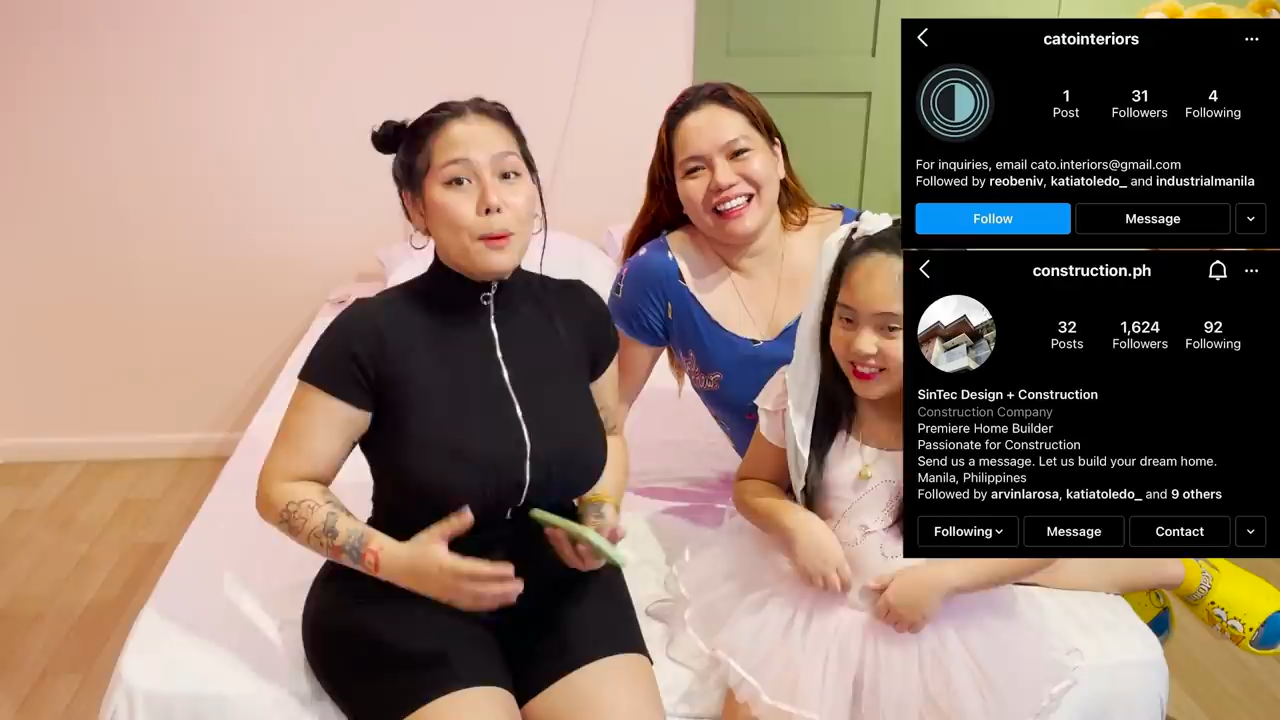 catointeriors
1
31
4
Post
Followers
Following
For inquiries, email cato.interiors@gmail.com
Followed by reobeniv, katiatoledo_ and industrialmanila
Follow
Message
construction.ph
32
1,624
92
Posts
Followers
Following
SinTec Design + Construction
Construction Company
Premiere Home Builder
Passionate for Construction
Send us a message. Let us build your dream home.
Manila, Philippines
Followed by arvinlarosa, katiatoledo_ and 9 others
Following
Message
Contact